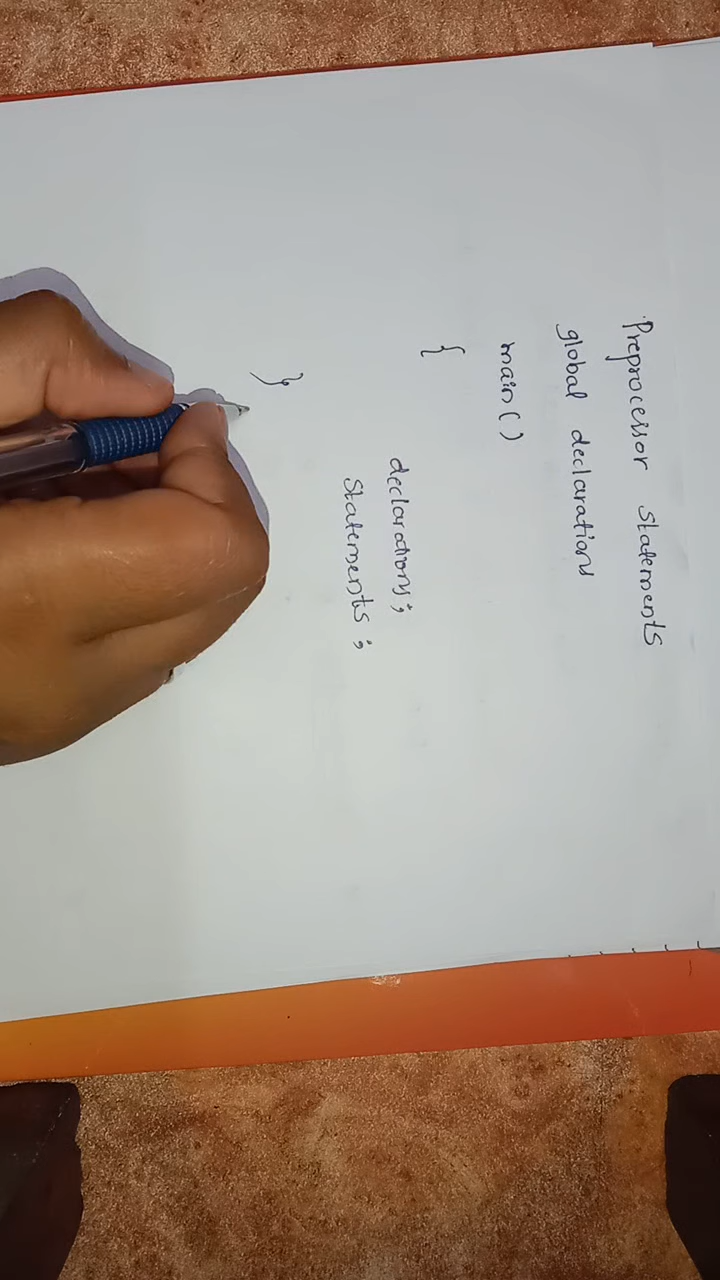 Preprocessor statements
global declarations
main()
{
declarations;
statements;
}